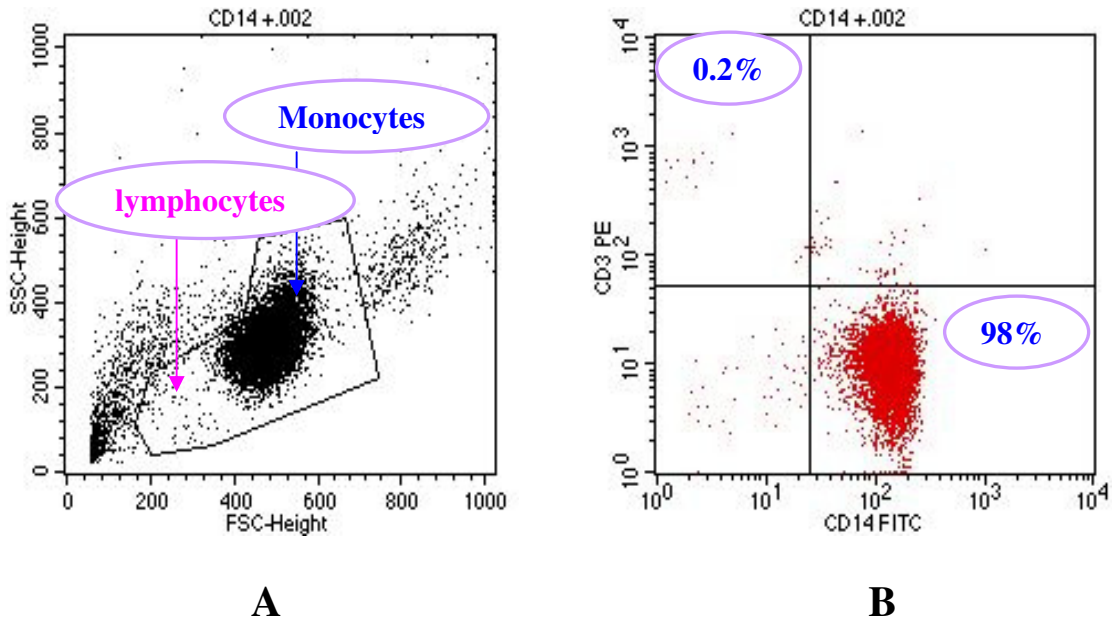 CD14 +.002
1000
800
600
400
200
0
SSC-Height
Monocytes
lymphocytes
0 200 400 600 800 1000
FSC-Height
A
CD14 +.002
10^4
10^3
10^2
10^1
10^0
CD3 PE
0.2%
98%
10^0 10^1 10^2 10^3 10^4
CD14 FITC
B